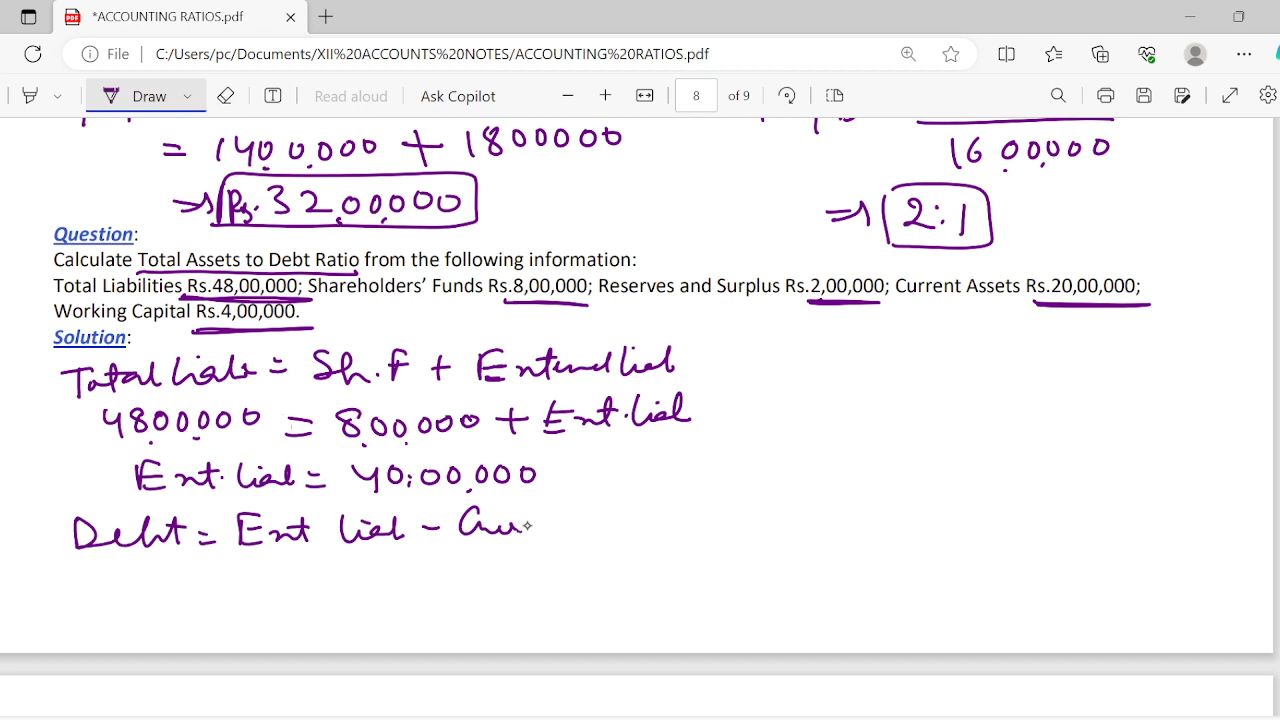 *ACCOUNTING RATIOS.pdf
File C:/Users/pc/Documents/XII%20ACCOUNTS%20NOTES/ACCOUNTING%20RATIOS.pdf
Draw Read aloud Ask Copilot 8 of 9
= 1400000 + 1800000
1600000
⇒ Rs. 3200000
⇒ 2:1
Question:
Calculate Total Assets to Debt Ratio from the following information:
Total Liabilities Rs.48,00,000; Shareholders’ Funds Rs.8,00,000; Reserves and Surplus Rs.2,00,000; Current Assets Rs.20,00,000;
Working Capital Rs.4,00,000.
Solution:
Total Liab = Sh.F + External liab
4800000 = 800000 + Ext.liab
Ext.liab = 40,00,000
Debt = Ext liab - Cur